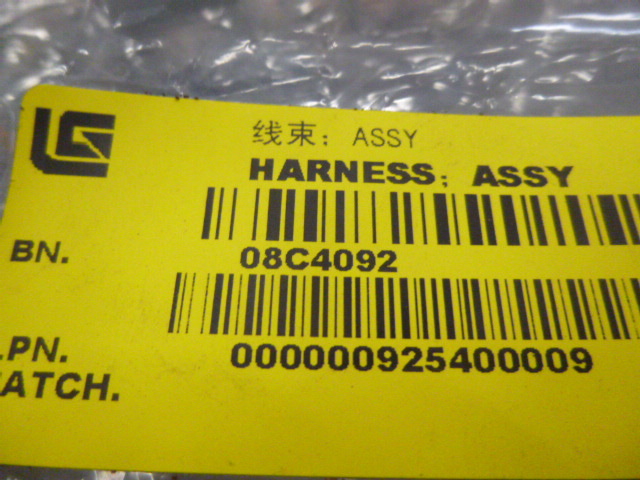 线束；ASSY
HARNESS；ASSY
BN.
08C4092
.PN.
000000925400009
ATCH.